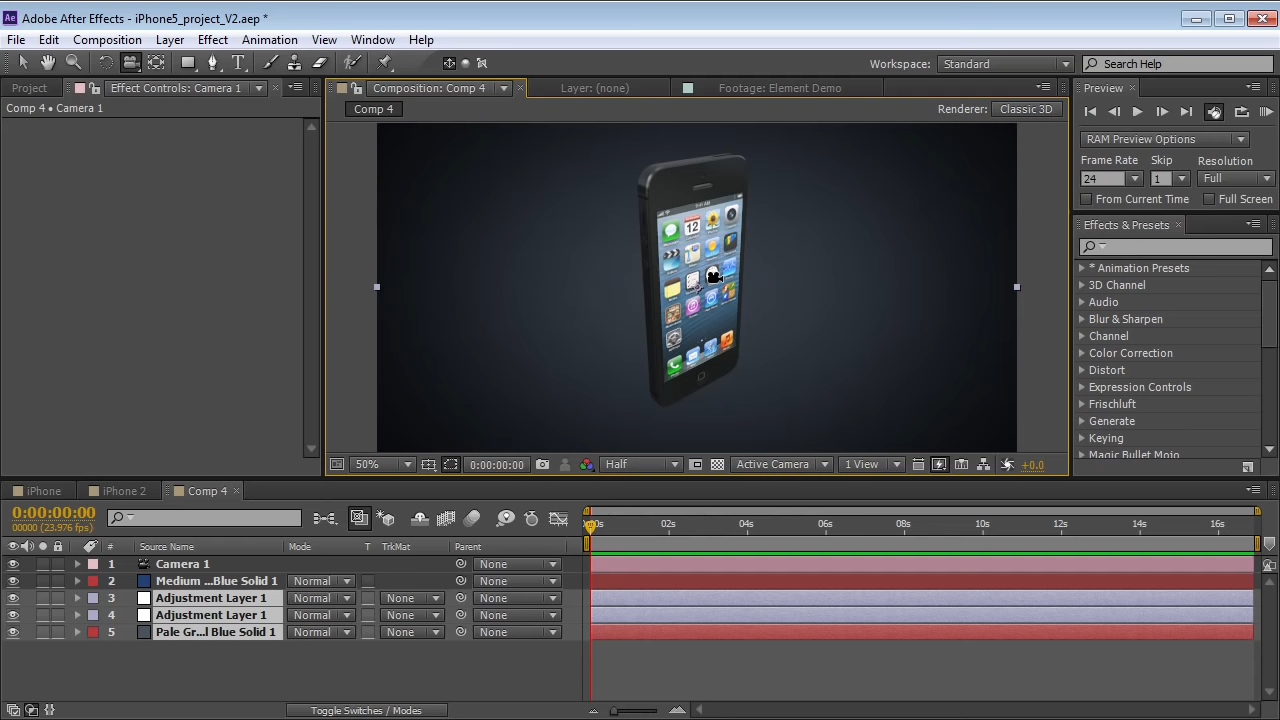 Adobe After Effects - iPhone5_project_V2.aep *
File Edit Composition Layer Effect Animation View Window Help
Workspace: Standard Search Help
Project Effect Controls: Camera 1 Composition: Comp 4 Layer: (none) Footage: Element Demo Preview
Comp 4 • Camera 1
Comp 4 Renderer: Classic 3D
RAM Preview Options
Frame Rate Skip Resolution
24 1 Full
From Current Time Full Screen
Effects & Presets
* Animation Presets
3D Channel
Audio
Blur & Sharpen
Channel
Color Correction
Distort
Expression Controls
Frischluft
Generate
Keying
Magic Bullet Mojo
12
50% 0:00:00:00 Half Active Camera 1 View +0.0
iPhone iPhone 2 Comp 4
0:00:00:00
00000 (23.976 fps)
02s 04s 06s 08s 10s 12s 14s 16s
# Source Name Mode T TrkMat Parent
1 Camera 1 None
2 Medium ...Blue Solid 1 Normal None
3 Adjustment Layer 1 Normal None None
4 Adjustment Layer 1 Normal None None
5 Pale Gr...l Blue Solid 1 Normal None None
Toggle Switches / Modes